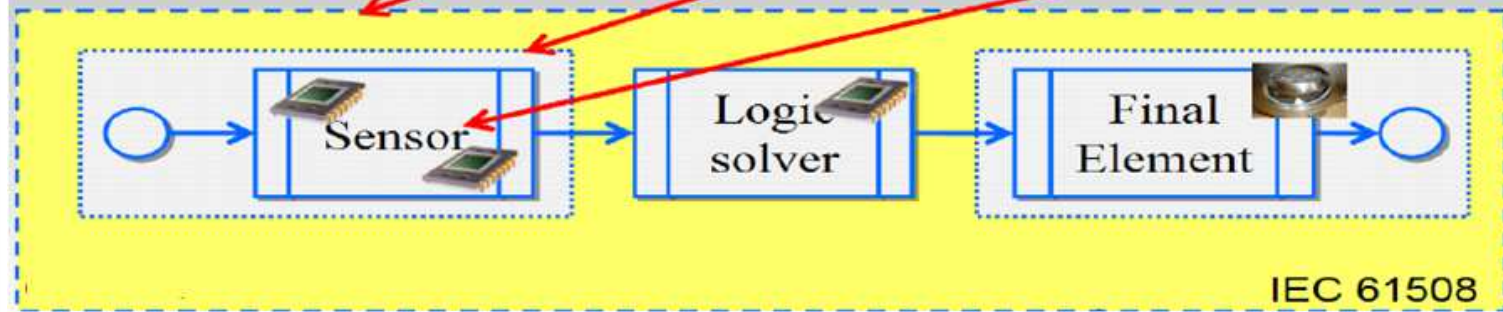 Sensor
Logic
solver
Final
Element
IEC 61508